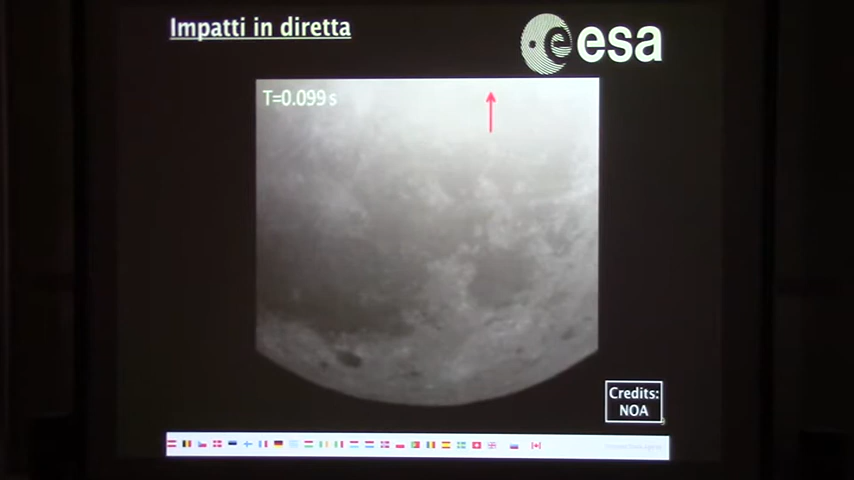 Impatti in diretta
esa
T=0.099 s
Credits:
NOA